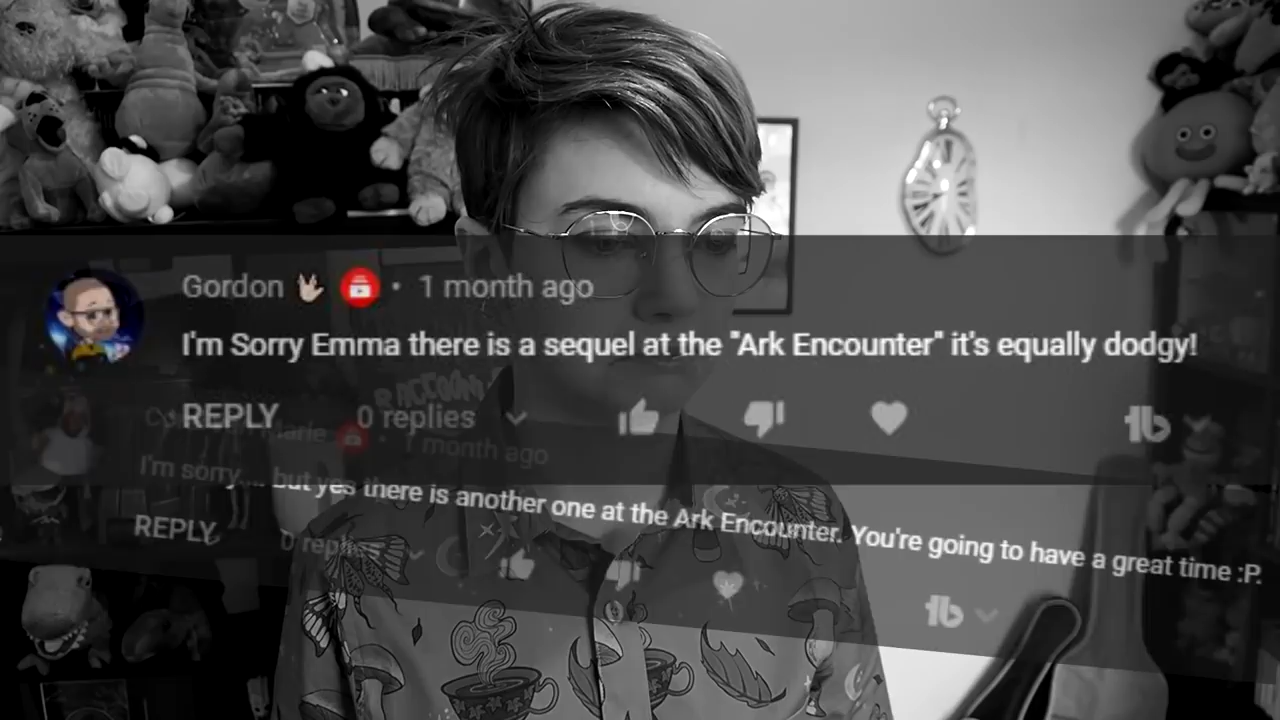 Gordon 🖖🏻 • 1 month ago
I'm Sorry Emma there is a sequel at the "Ark Encounter" it's equally dodgy!
REPLY 0 replies
RACCOON
Marie • 1 month ago
I'm sorry.... but yes there is another one at the Ark Encounter. You're going to have a great time :P.
REPLY 0 replies